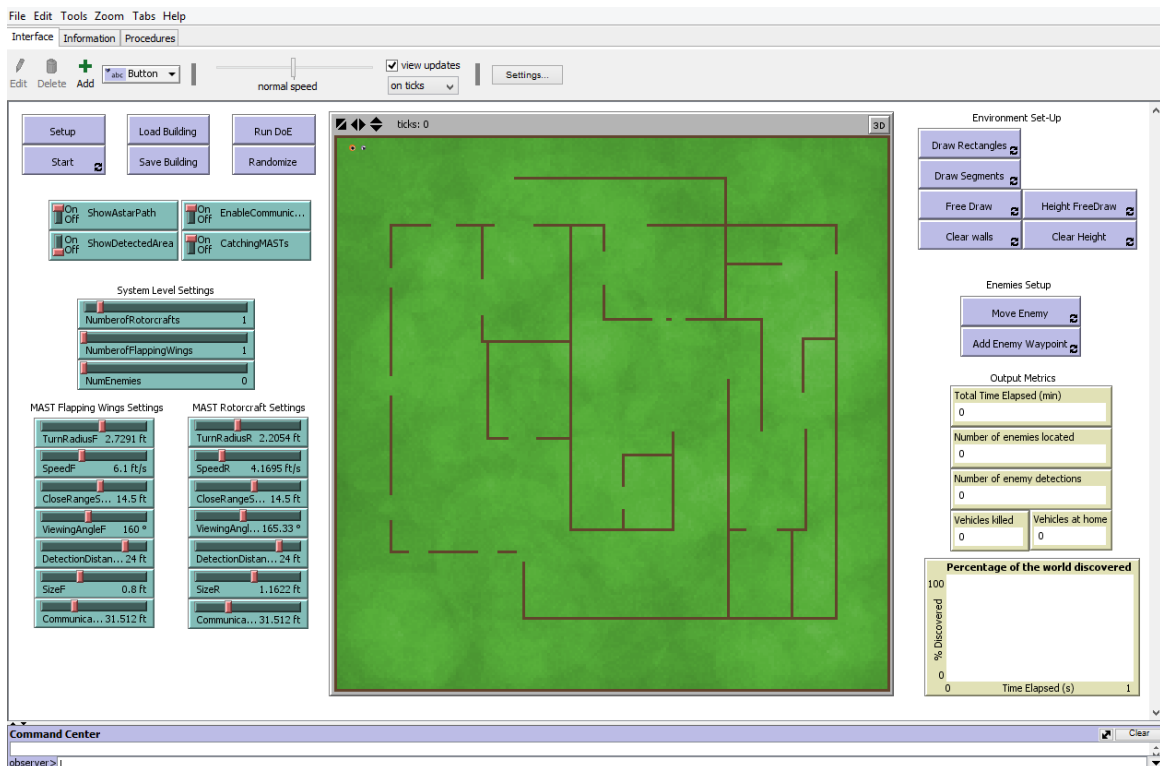 File Edit Tools Zoom Tabs Help
Interface Information Procedures
Edit Delete Add abc Button normal speed view updates on ticks Settings...
Setup Load Building Run DoE
Start Save Building Randomize
On Off ShowAstarPath On Off EnableCommunic...
On Off ShowDetectedArea On Off CatchingMASTs
System Level Settings
NumberofRotorcrafts 1
NumberofFlappingWings 1
NumEnemies 0
MAST Flapping Wings Settings
TurnRadiusF 2.7291 ft
SpeedF 6.1 ft/s
CloseRangeS... 14.5 ft
ViewingAngleF 160 °
DetectionDistan... 24 ft
SizeF 0.8 ft
Communica... 31.512 ft
MAST Rotorcraft Settings
TurnRadiusR 2.2054 ft
SpeedR 4.1695 ft/s
CloseRangeS... 14.5 ft
ViewingAngl... 165.33 °
DetectionDistan... 24 ft
SizeR 1.1622 ft
Communica... 31.512 ft
ticks: 0 3D
Environment Set-Up
Draw Rectangles
Draw Segments
Free Draw Height FreeDraw
Clear walls Clear Height
Enemies Setup
Move Enemy
Add Enemy Waypoint
Output Metrics
Total Time Elapsed (min)
0
Number of enemies located
0
Number of enemy detections
0
Vehicles killed Vehicles at home
0 0
Percentage of the world discovered
100
% Discovered
0
0 Time Elapsed (s) 1
Command Center Clear
observer>